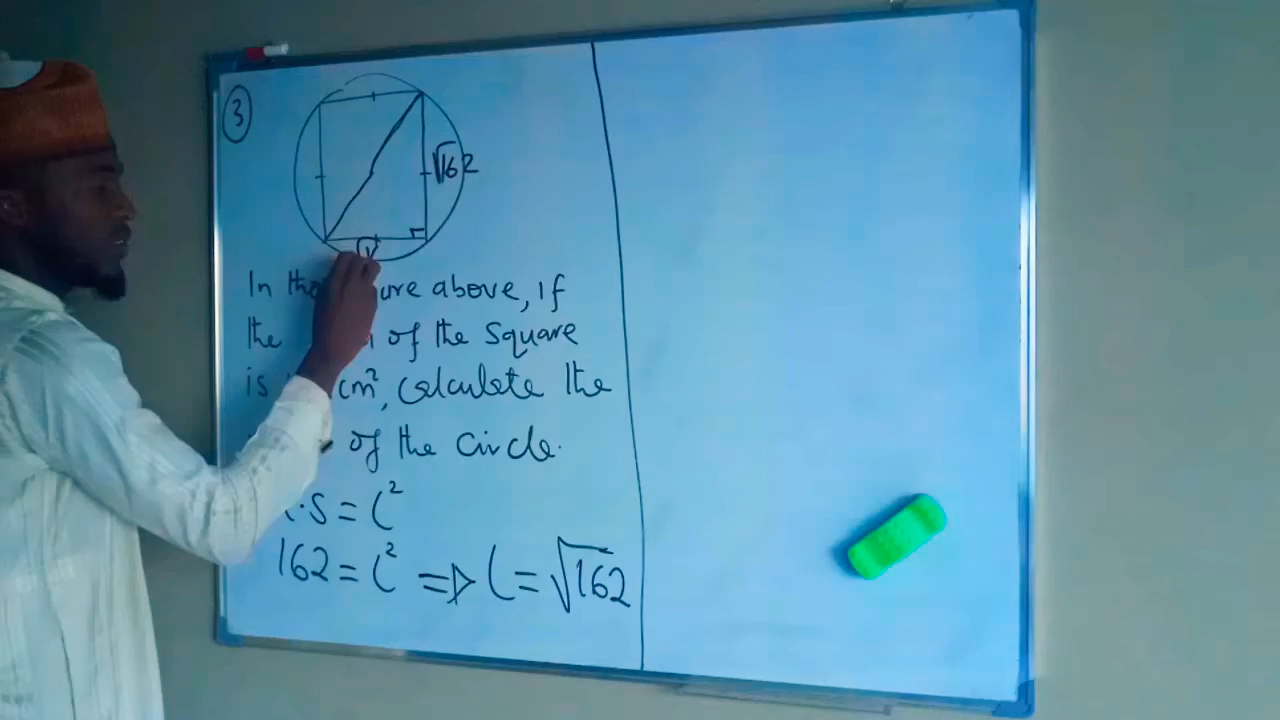 3
√162
In the ure above, If
the of the Square
is cm², Calculate the
of the Circle.
.S = l²
162 = l² ⇒ l = √162